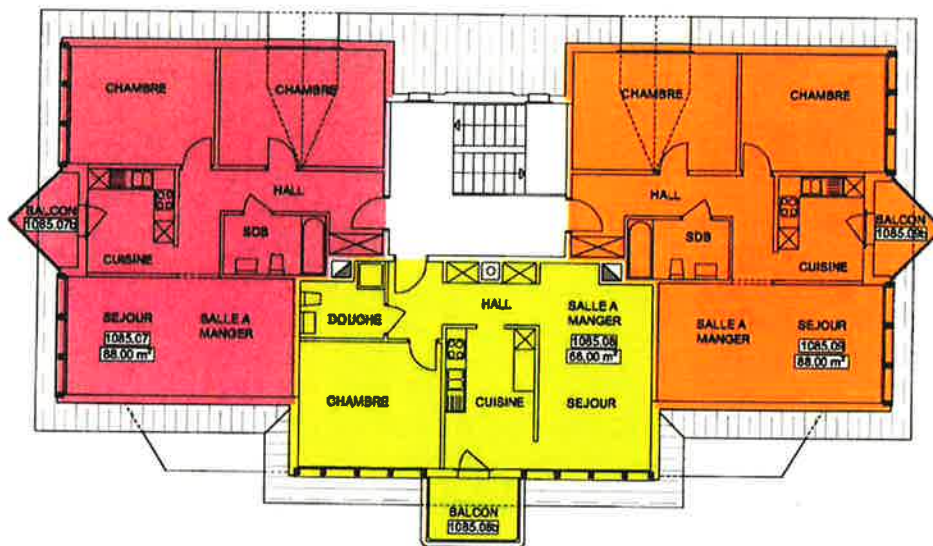 CHAMBRE
CHAMBRE
HALL
BALCON
1085.07b
SDB
CUISINE
SEJOUR
SALLE A
MANGER
1085.07
88.00 m²
CHAMBRE
CHAMBRE
HALL
BALCON
1085.09b
SDB
CUISINE
SALLE A
MANGER
SEJOUR
1085.09
88.00 m²
HALL
DOUCHE
SALLE A
MANGER
1085.08
66.00 m²
CHAMBRE
CUISINE
SEJOUR
BALCON
1085.08b